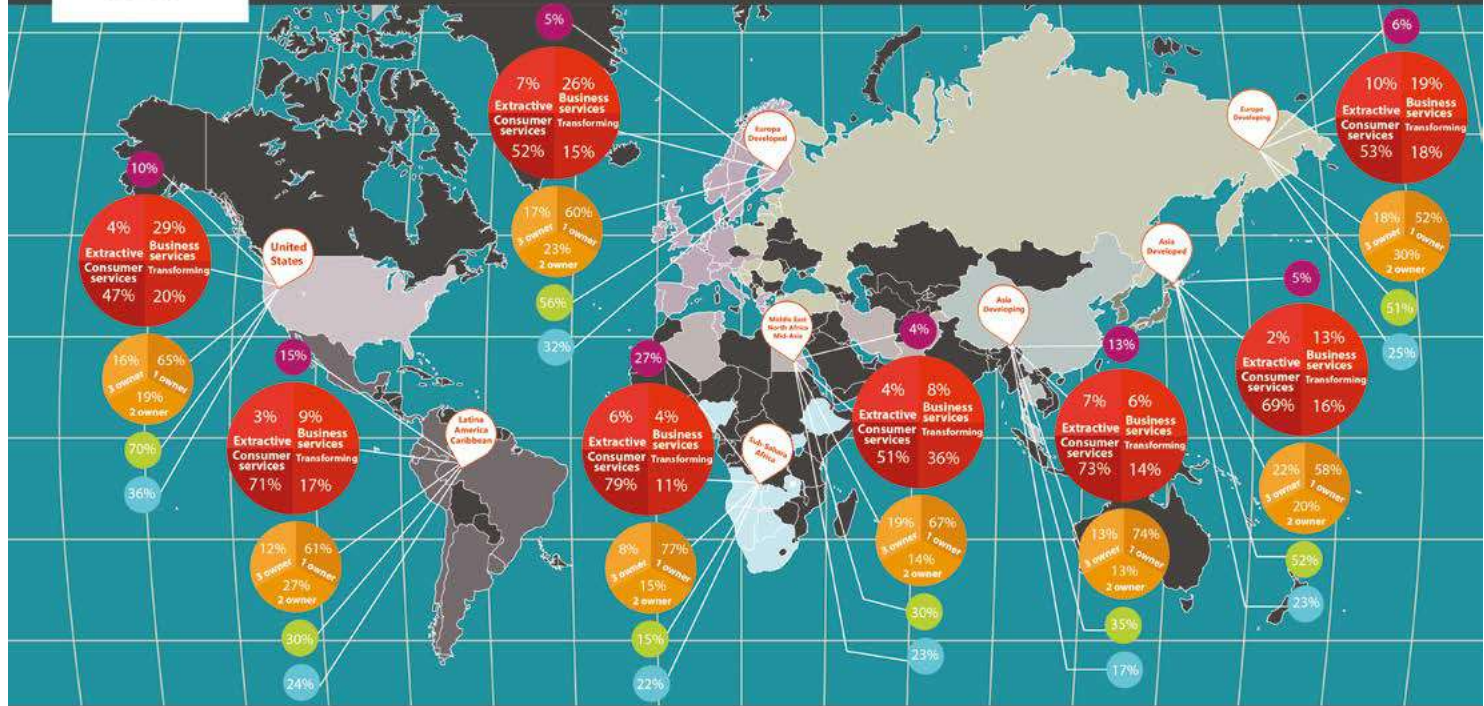 5%
7% 26%
Extractive Business
services
Consumer
services Transforming
52% 15%
Europa
Developed
17% 60%
3 owner 1 owner
23%
2 owner
56%
32%
6%
10% 19%
Extractive Business
services
Consumer
services Transforming
53% 18%
Europa
Developing
18% 52%
3 owner 1 owner
30%
2 owner
51%
25%
10%
4% 29%
Extractive Business
services
Consumer
services Transforming
47% 20%
United
States
16% 65%
3 owner 1 owner
19%
2 owner
70%
36%
15%
3% 9%
Extractive Business
services
Consumer
services Transforming
71% 17%
Latina
America
Caribbean
12% 61%
3 owner 1 owner
27%
2 owner
30%
24%
27%
6% 4%
Extractive Business
services
Consumer
services Transforming
79% 11%
Sub-Sahara
Africa
8% 77%
3 owner 1 owner
15%
2 owner
15%
22%
Middle East
North Africa
Mid-Asia
4%
4% 8%
Extractive Business
services
Consumer
services Transforming
51% 36%
19% 67%
3 owner 1 owner
14%
2 owner
30%
23%
Asia
Developing
13%
7% 6%
Extractive Business
services
Consumer
services Transforming
73% 14%
13% 74%
3 owner 1 owner
13%
2 owner
35%
17%
Asia
Developed
5%
2% 13%
Extractive Business
services
Consumer
services Transforming
69% 16%
22% 58%
3 owner 1 owner
20%
2 owner
52%
23%